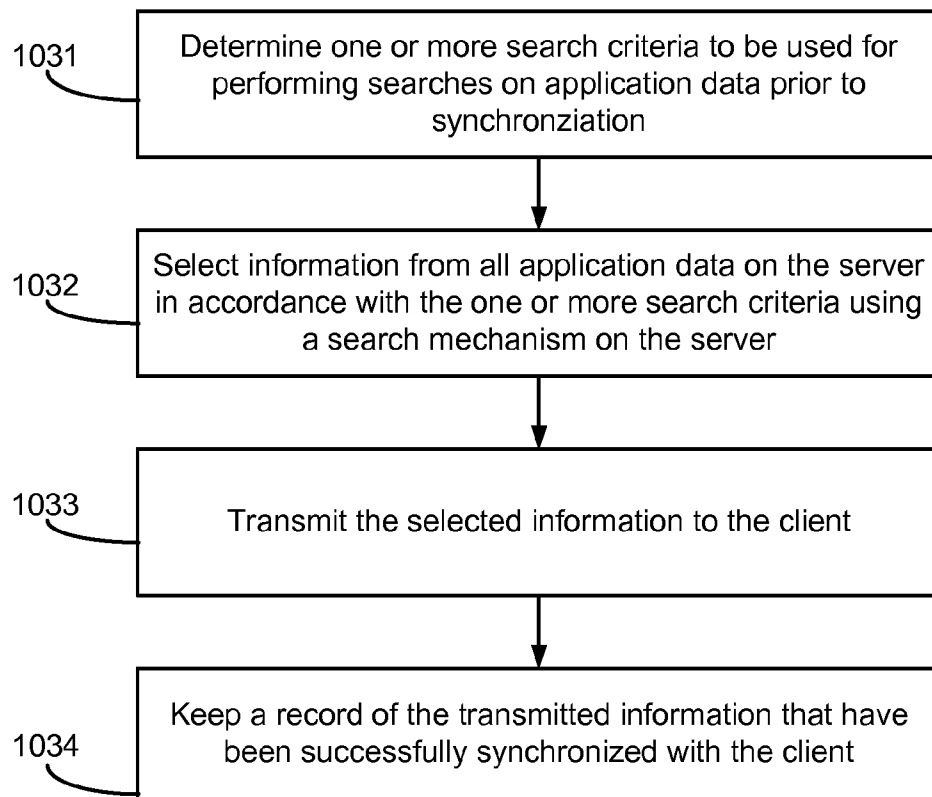 1031
Determine one or more search criteria to be used for
performing searches on application data prior to
synchronziation
1032
Select information from all application data on the server
in accordance with the one or more search criteria using
a search mechanism on the server
1033
Transmit the selected information to the client
1034
Keep a record of the transmitted information that have
been successfully synchronized with the client